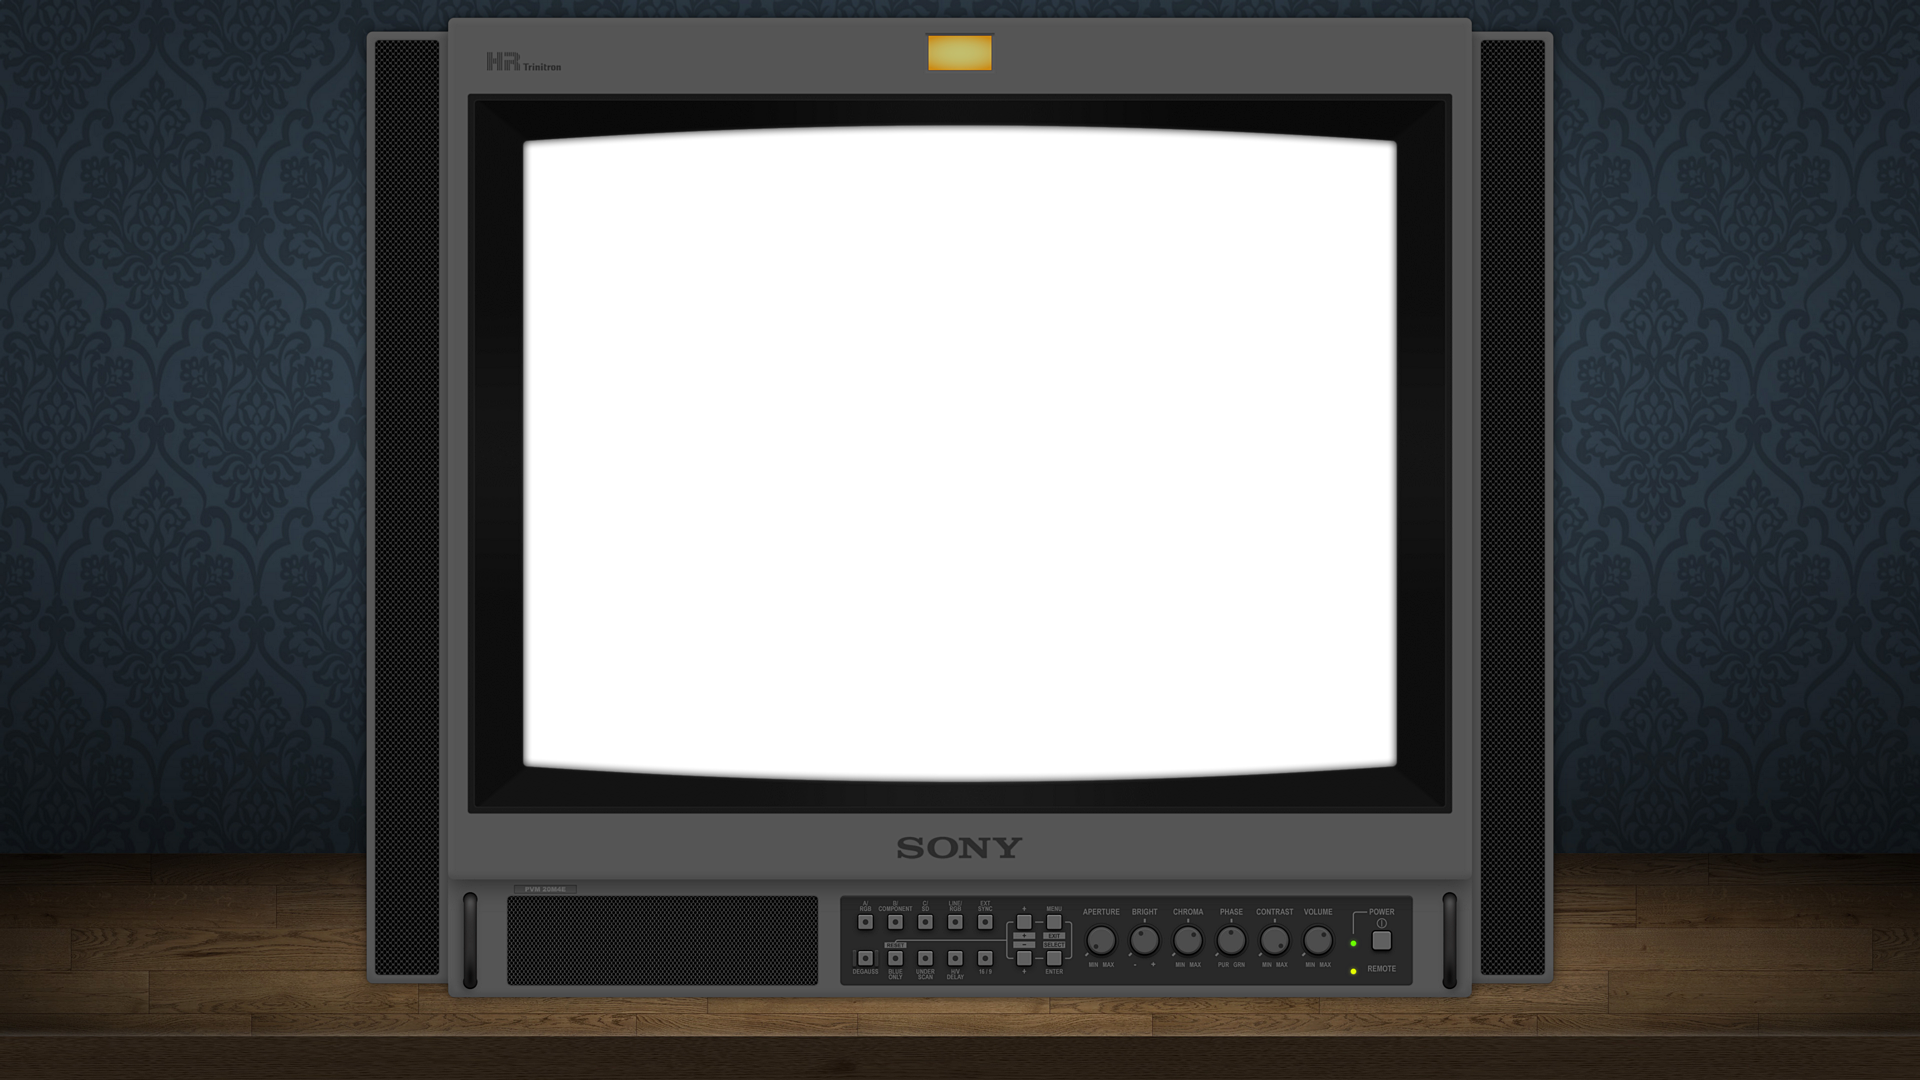 HR Trinitron
SONY
PVM 20M4E
A/
RGB
B/
COMPONENT
C/
SD
LINE/
RGB
EXT
SYNC
+
MENU
RESET
+
−
EXIT
SELECT
DEGAUSS
BLUE
ONLY
UNDER
SCAN
H/V
DELAY
16 / 9
+
ENTER
APERTURE
BRIGHT
CHROMA
PHASE
CONTRAST
VOLUME
MIN MAX
- +
MIN MAX
PUR GRN
MIN MAX
MIN MAX
POWER
REMOTE